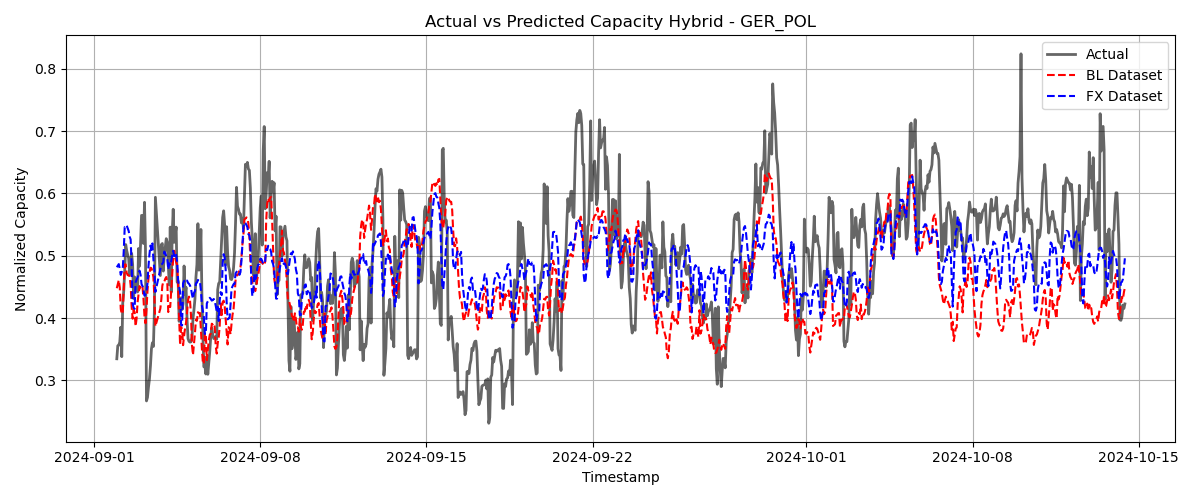 Actual vs Predicted Capacity Hybrid - GER_POL
Actual
BL Dataset
FX Dataset
Normalized Capacity
0.8
0.7
0.6
0.5
0.4
0.3
2024-09-01
2024-09-08
2024-09-15
2024-09-22
2024-10-01
2024-10-08
2024-10-15
Timestamp